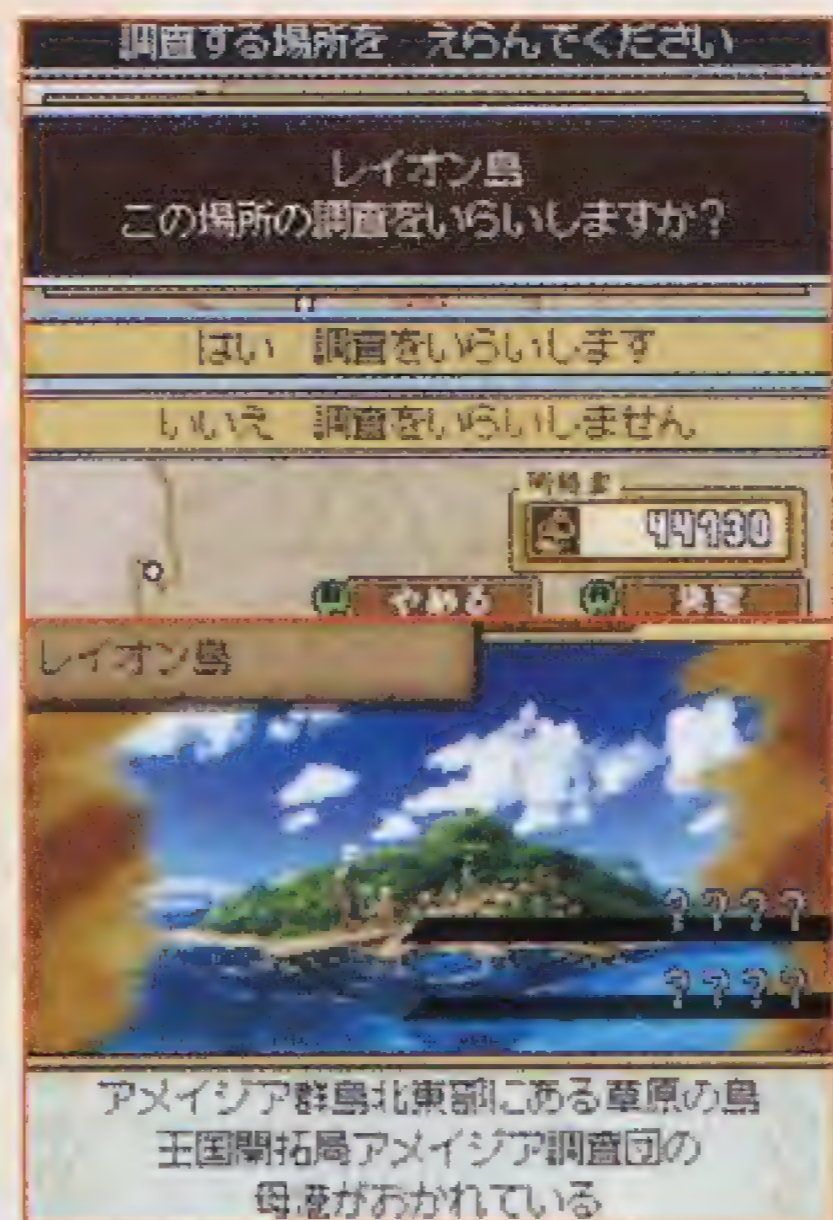 調査する場所を えらんでください
レイオン島
この場所の調査をいらいしますか?
はい 調査をいらいします
いいえ 調査をいらいしません
所持金
44930
やめる
決定
レイオン島
????
????
アメイジア群島北東部にある草原の島
王国開拓局アメイジア調査団の
母港がおかれている